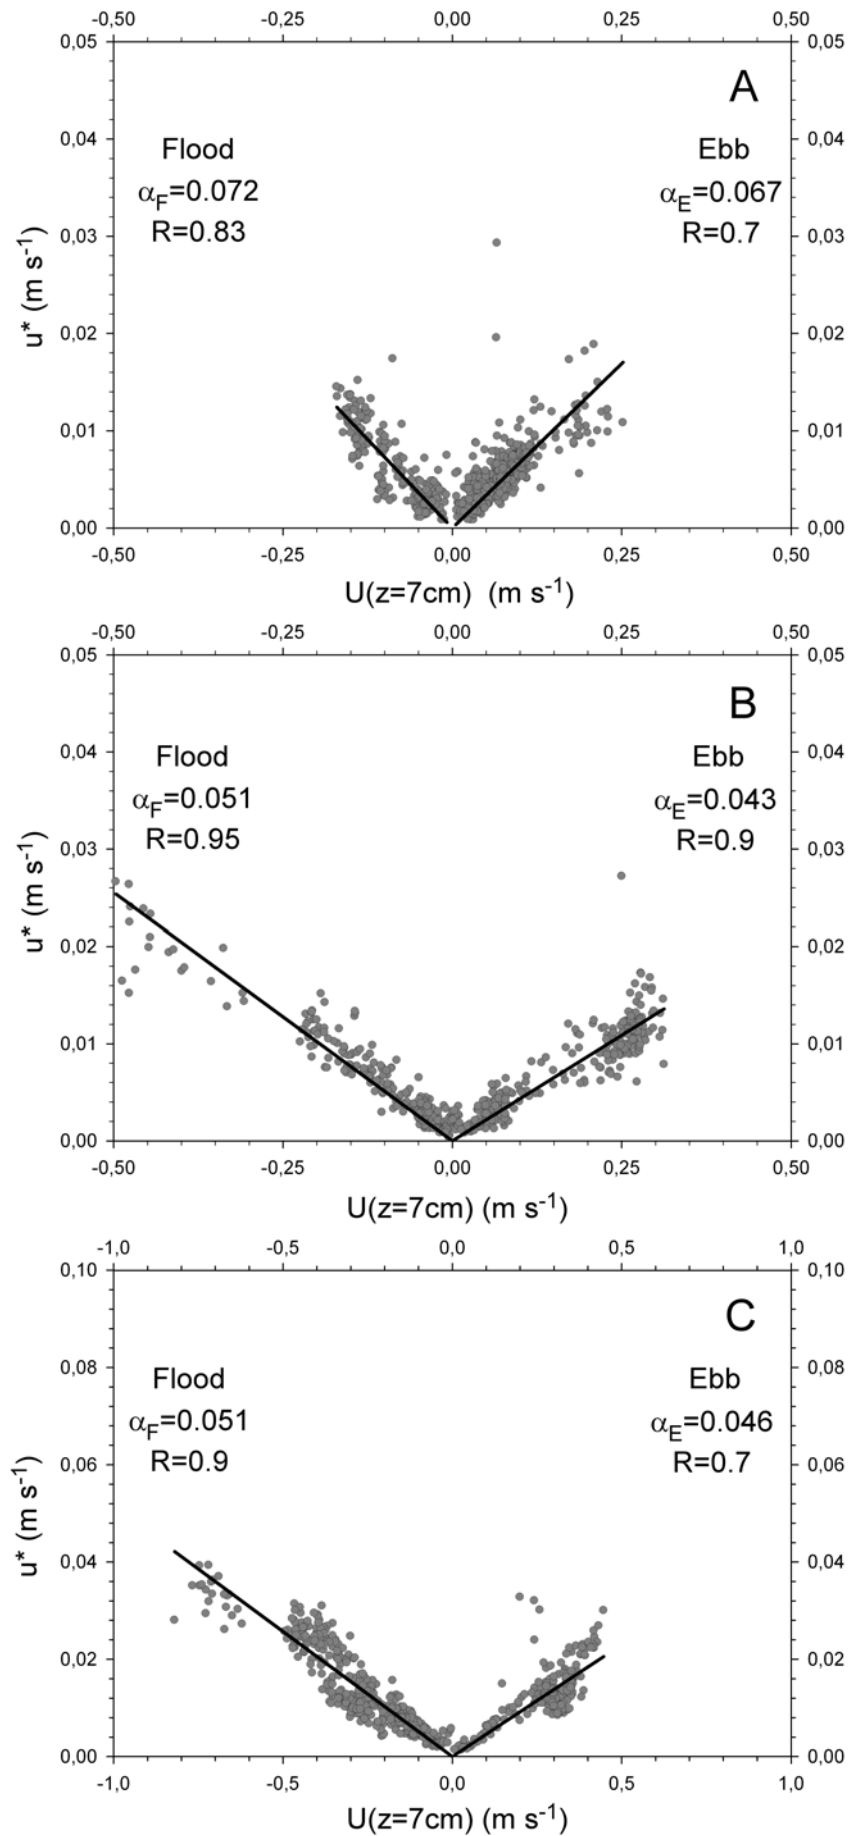 -0,50 -0,25 0,00 0,25 0,50
0,05 0,05
A
0,04 0,04
Flood Ebb
αF=0.072 αE=0.067
R=0.83 R=0.7
0,03 0,03
u* (m s-1)
0,02 0,02
0,01 0,01
0,00 0,00
-0,50 -0,25 0,00 0,25 0,50
U(z=7cm) (m s-1)
-0,50 -0,25 0,00 0,25 0,50
0,05 0,05
B
0,04 0,04
Flood Ebb
αF=0.051 αE=0.043
R=0.95 R=0.9
0,03 0,03
u* (m s-1)
0,02 0,02
0,01 0,01
0,00 0,00
-0,50 -0,25 0,00 0,25 0,50
U(z=7cm) (m s-1)
-1,0 -0,5 0,0 0,5 1,0
0,10 0,10
C
0,08 0,08
Flood Ebb
αF=0.051 αE=0.046
R=0.9 R=0.7
0,06 0,06
u* (m s-1)
0,04 0,04
0,02 0,02
0,00 0,00
-1,0 -0,5 0,0 0,5 1,0
U(z=7cm) (m s-1)